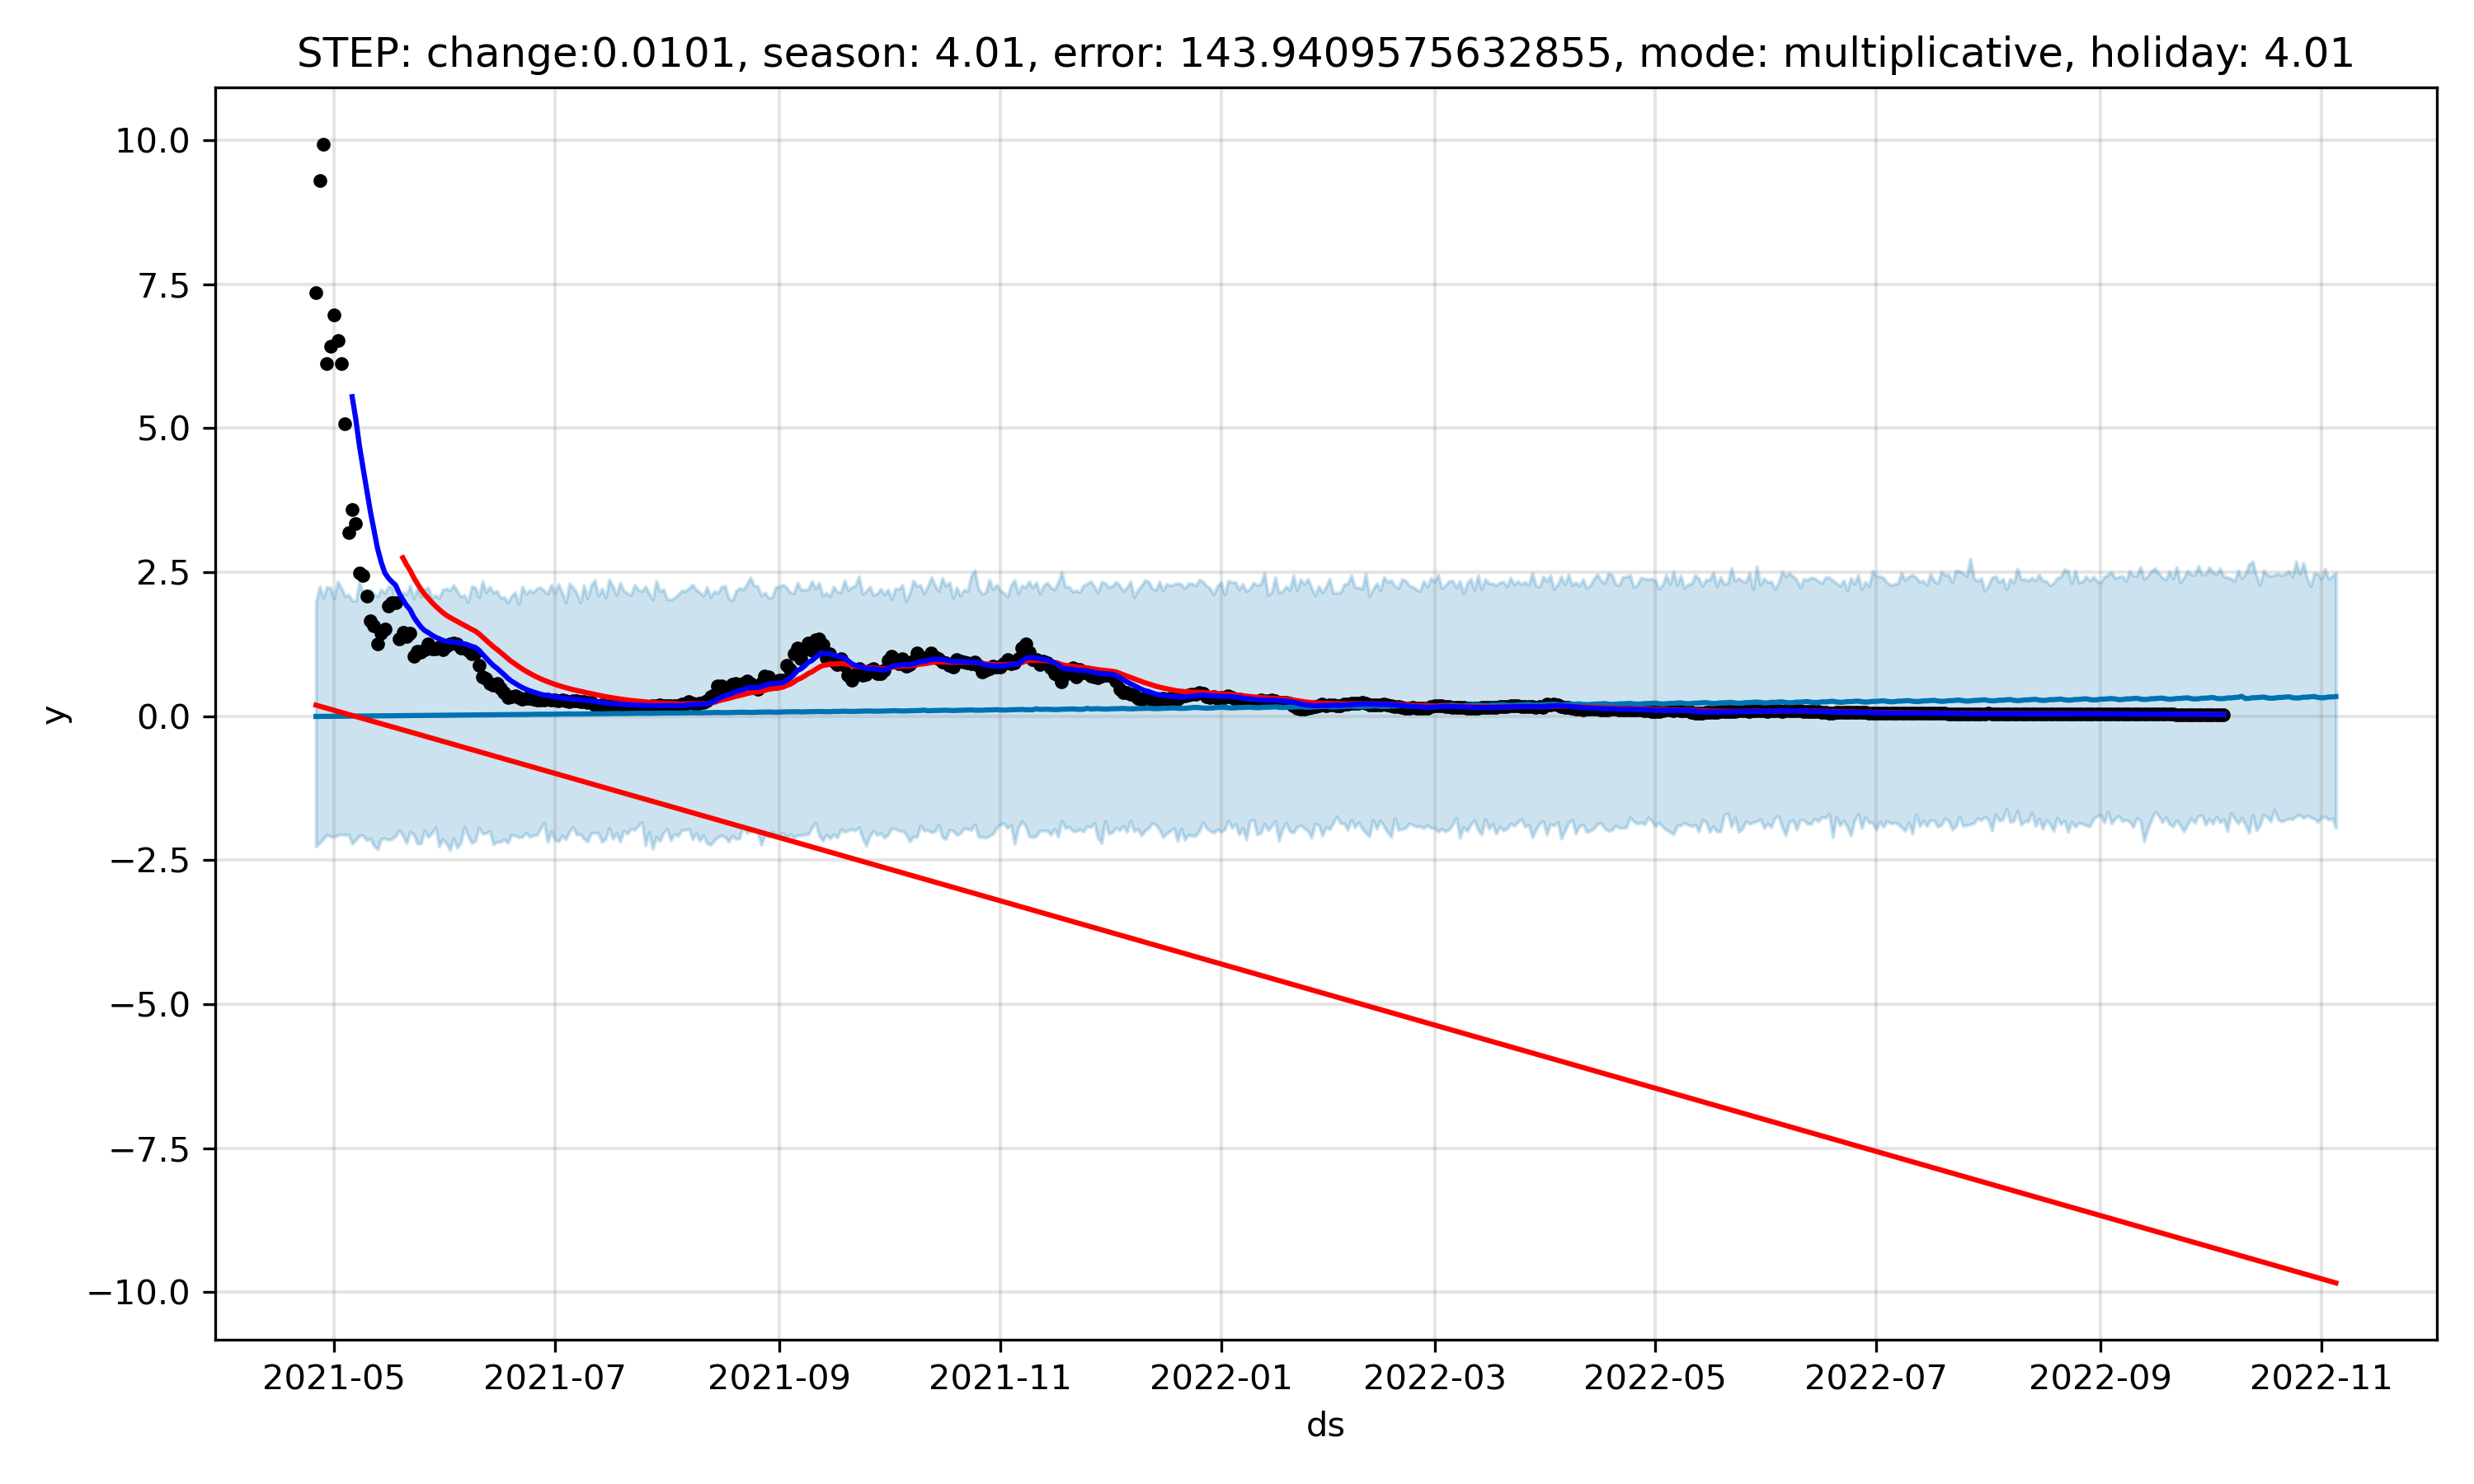 STEP: change:0.0101, season: 4.01, error: 143.9409575632855, mode: multiplicative, holiday: 4.01
10.0
7.5
5.0
2.5
0.0
−2.5
−5.0
−7.5
−10.0
y
2021-05 2021-07 2021-09 2021-11 2022-01 2022-03 2022-05 2022-07 2022-09 2022-11
ds